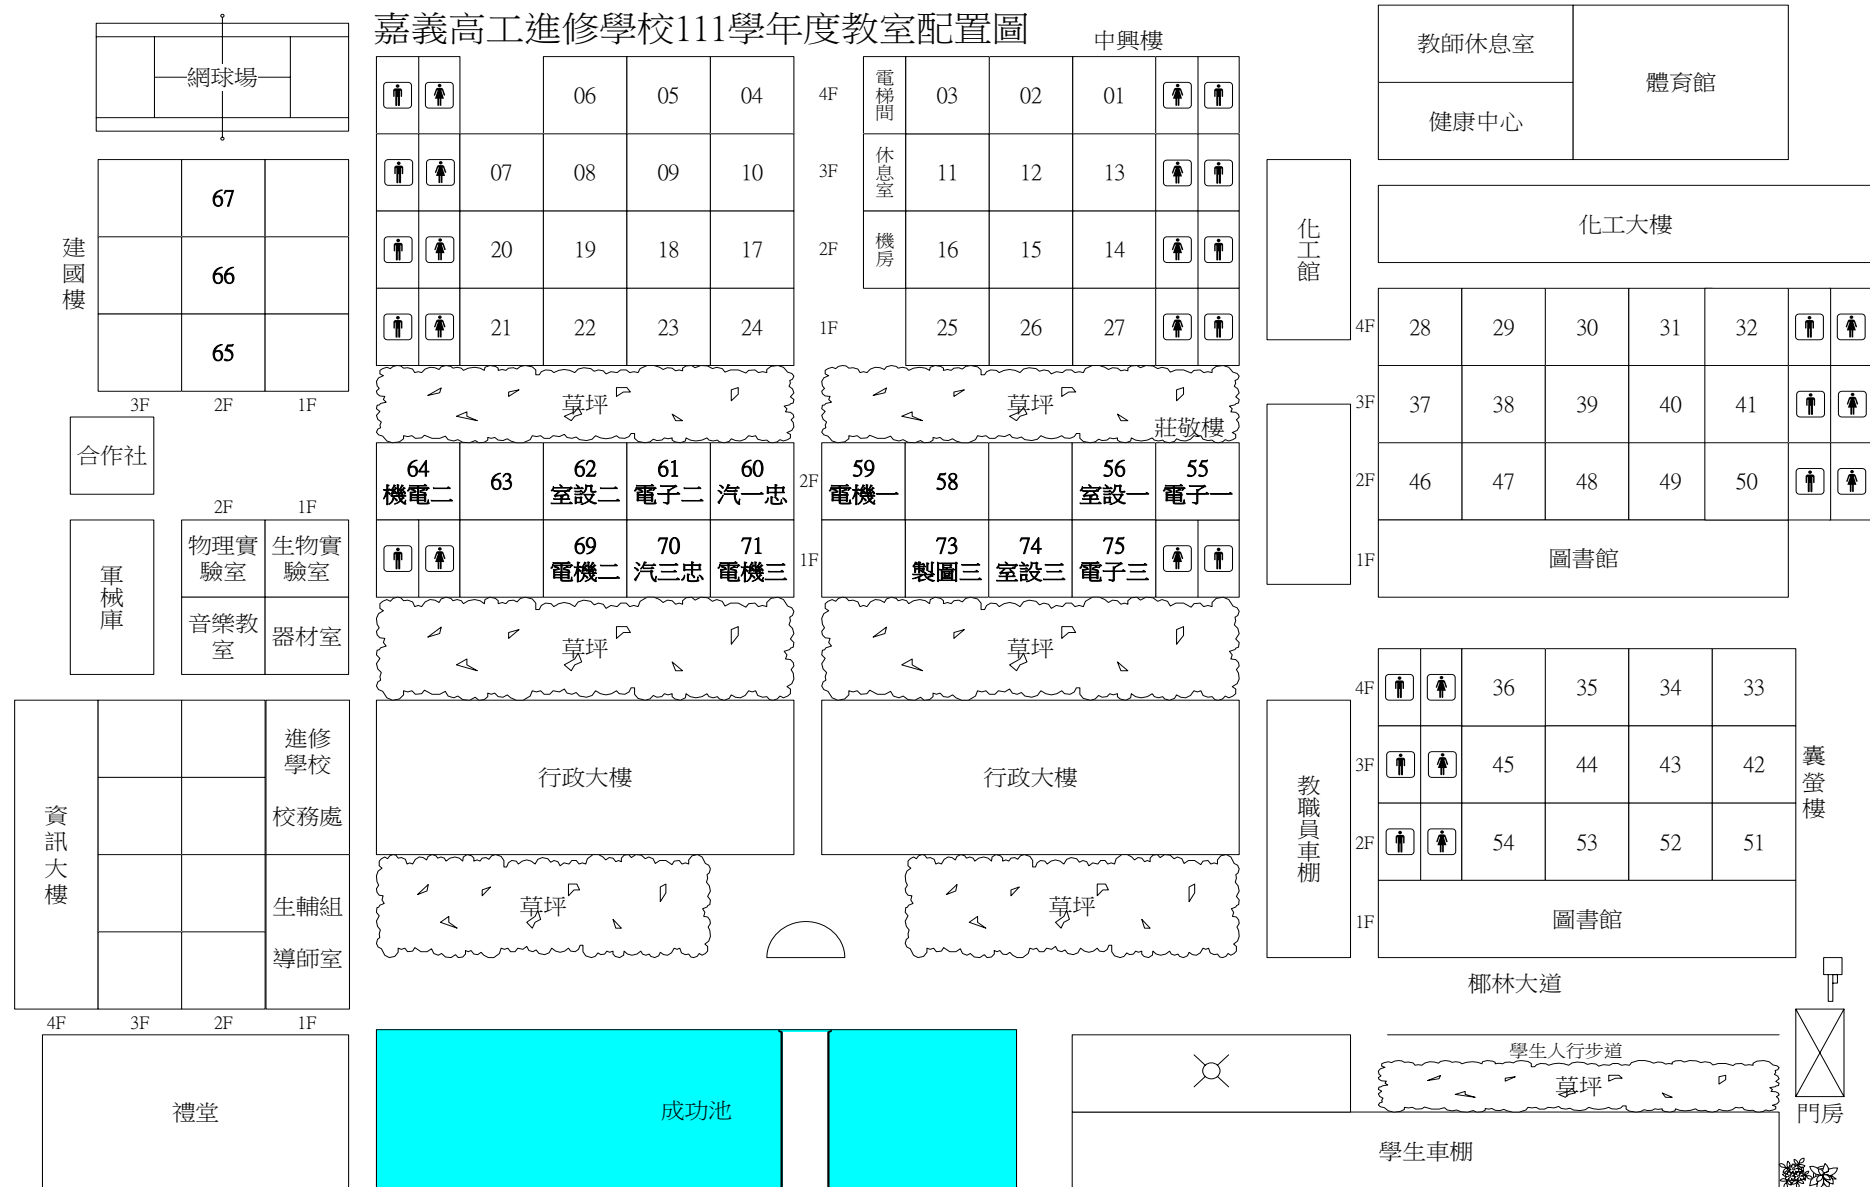 嘉義高工進修學校111學年度教室配置圖
中興樓
網球場
06
05
04
4F
電梯間
03
02
01
07
08
09
10
3F
休息室
11
12
13
20
19
18
17
2F
機房
16
15
14
21
22
23
24
1F
25
26
27
教師休息室
健康中心
體育館
化工館
化工大樓
建國樓
67
66
65
3F
2F
1F
草坪
草坪
莊敬樓
4F
28
29
30
31
32
3F
37
38
39
40
41
2F
46
47
48
49
50
1F
圖書館
合作社
64
機電二
63
62
室設二
61
電子二
60
汽一忠
2F
59
電機一
58
56
室設一
55
電子一
69
電機二
70
汽三忠
71
電機三
1F
73
製圖三
74
室設三
75
電子三
軍械庫
2F
1F
物理實
驗室
生物實
驗室
音樂教
室
器材室
草坪
草坪
4F
36
35
34
33
3F
45
44
43
42
2F
54
53
52
51
1F
圖書館
囊螢樓
資訊大樓
進修
學校
校務處
生輔組
導師室
4F
3F
2F
1F
行政大樓
行政大樓
教職員車棚
草坪
草坪
椰林大道
禮堂
成功池
學生人行步道
草坪
門房
學生車棚